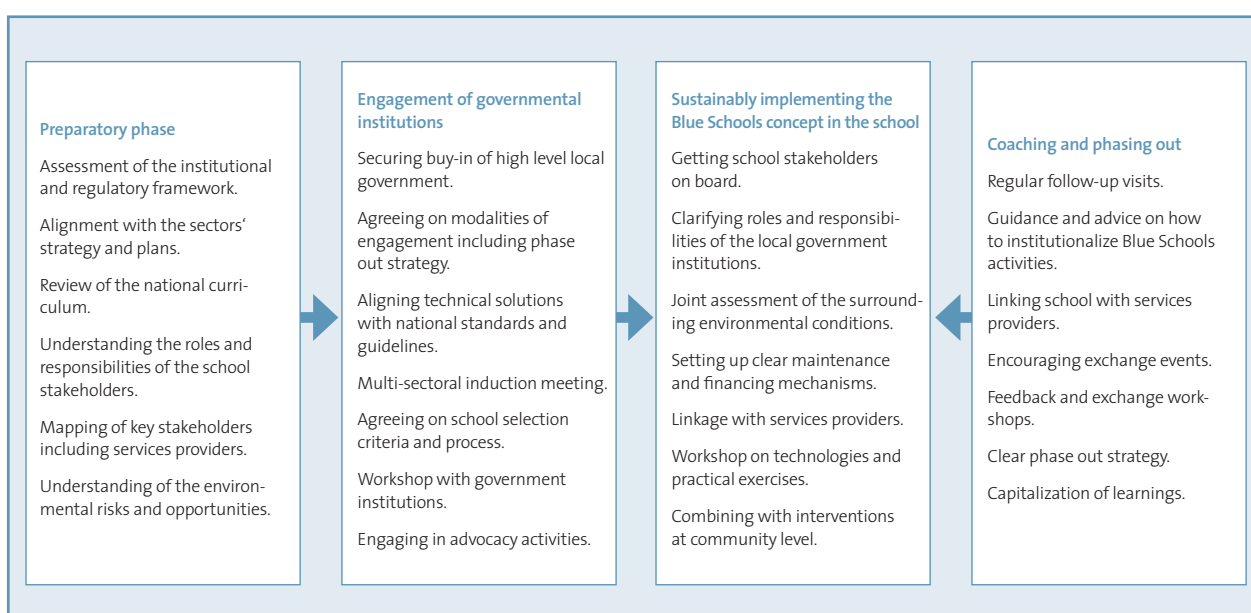 Preparatory phase
Assessment of the institutional
and regulatory framework.
Alignment with the sectors‘
strategy and plans.
Review of the national curri-
culum.
Understanding the roles and
responsibilities of the school
stakeholders.
Mapping of key stakeholders
including services providers.
Understanding of the environ-
mental risks and opportunities.
Engagement of governmental
institutions
Securing buy-in of high level local
government.
Agreeing on modalities of
engagement including phase
out strategy.
Aligning technical solutions
with national standards and
guidelines.
Multi-sectoral induction meeting.
Agreeing on school selection
criteria and process.
Workshop with government
institutions.
Engaging in advocacy activities.
Sustainably implementing the
Blue Schools concept in the school
Getting school stakeholders
on board.
Clarifying roles and responsibi-
lities of the local government
institutions.
Joint assessment of the surround-
ing environmental conditions.
Setting up clear maintenance
and financing mechanisms.
Linkage with services providers.
Workshop on technologies and
practical exercises.
Combining with interventions
at community level.
Coaching and phasing out
Regular follow-up visits.
Guidance and advice on how
to institutionalize Blue Schools
activities.
Linking school with services
providers.
Encouraging exchange events.
Feedback and exchange work-
shops.
Clear phase out strategy.
Capitalization of learnings.